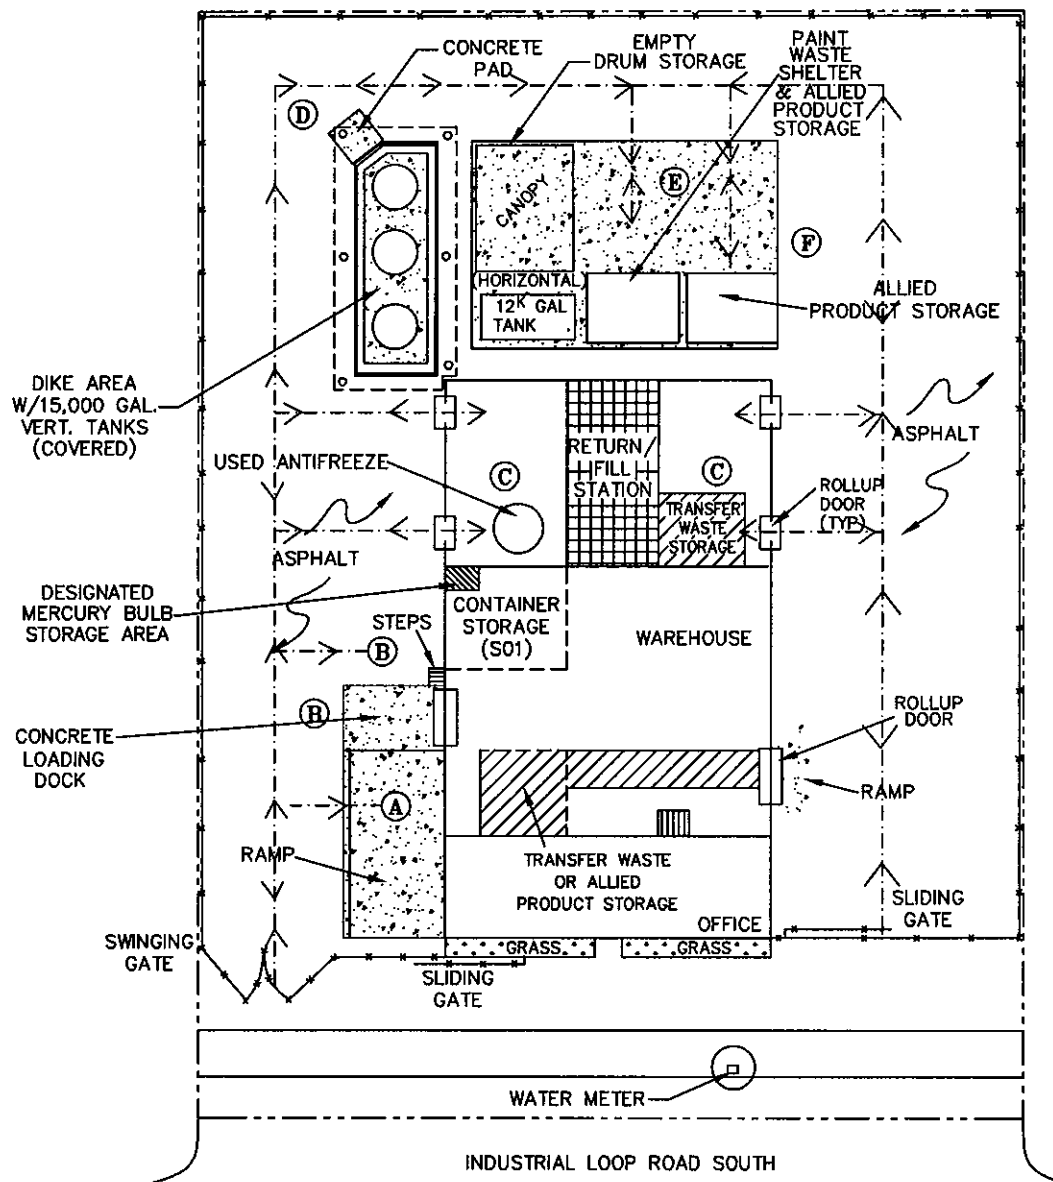 CONCRETE
PAD
EMPTY
DRUM STORAGE
PAINT
WASTE
SHELTER
& ALLIED
PRODUCT
STORAGE
D
E
F
CANOPY
(HORIZONTAL)
12K GAL
TANK
ALLIED
PRODUCT STORAGE
DIKE AREA
W/15,000 GAL.
VERT. TANKS
(COVERED)
ASPHALT
USED ANTIFREEZE
C
RETURN/
FILL
STATION
C
ROLLUP
DOOR
(TYP)
TRANSFER
WASTE
STORAGE
ASPHALT
DESIGNATED
MERCURY BULB
STORAGE AREA
STEPS
CONTAINER
STORAGE
(S01)
WAREHOUSE
B
B
ROLLUP
DOOR
CONCRETE
LOADING
DOCK
A
RAMP
RAMP
TRANSFER WASTE
OR ALLIED
PRODUCT STORAGE
OFFICE
SLIDING
GATE
SWINGING
GATE
GRASS
GRASS
SLIDING
GATE
WATER METER
INDUSTRIAL LOOP ROAD SOUTH